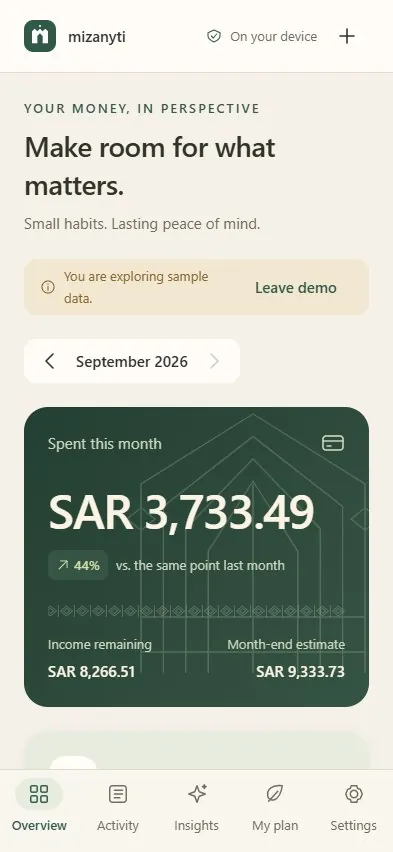 mizanyti
On your device
YOUR MONEY, IN PERSPECTIVE
Make room for what
matters.
Small habits. Lasting peace of mind.
You are exploring sample
data.
Leave demo
September 2026
Spent this month
SAR 3,733.49
44% vs. the same point last month
Income remaining
Month-end estimate
SAR 8,266.51
SAR 9,333.73
Overview
Activity
Insights
My plan
Settings